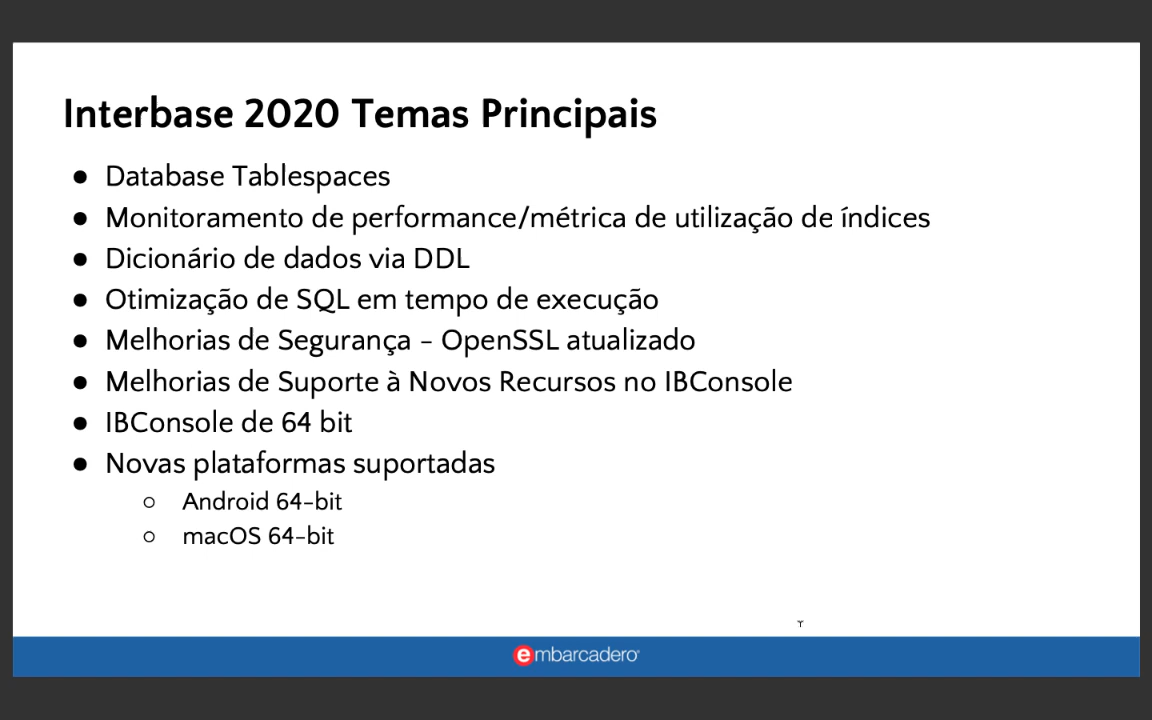 Interbase 2020 Temas Principais
● Database Tablespaces
● Monitoramento de performance/métrica de utilização de índices
● Dicionário de dados via DDL
● Otimização de SQL em tempo de execução
● Melhorias de Segurança – OpenSSL atualizado
● Melhorias de Suporte à Novos Recursos no IBConsole
● IBConsole de 64 bit
● Novas plataformas suportadas
○ Android 64-bit
○ macOS 64-bit
embarcadero